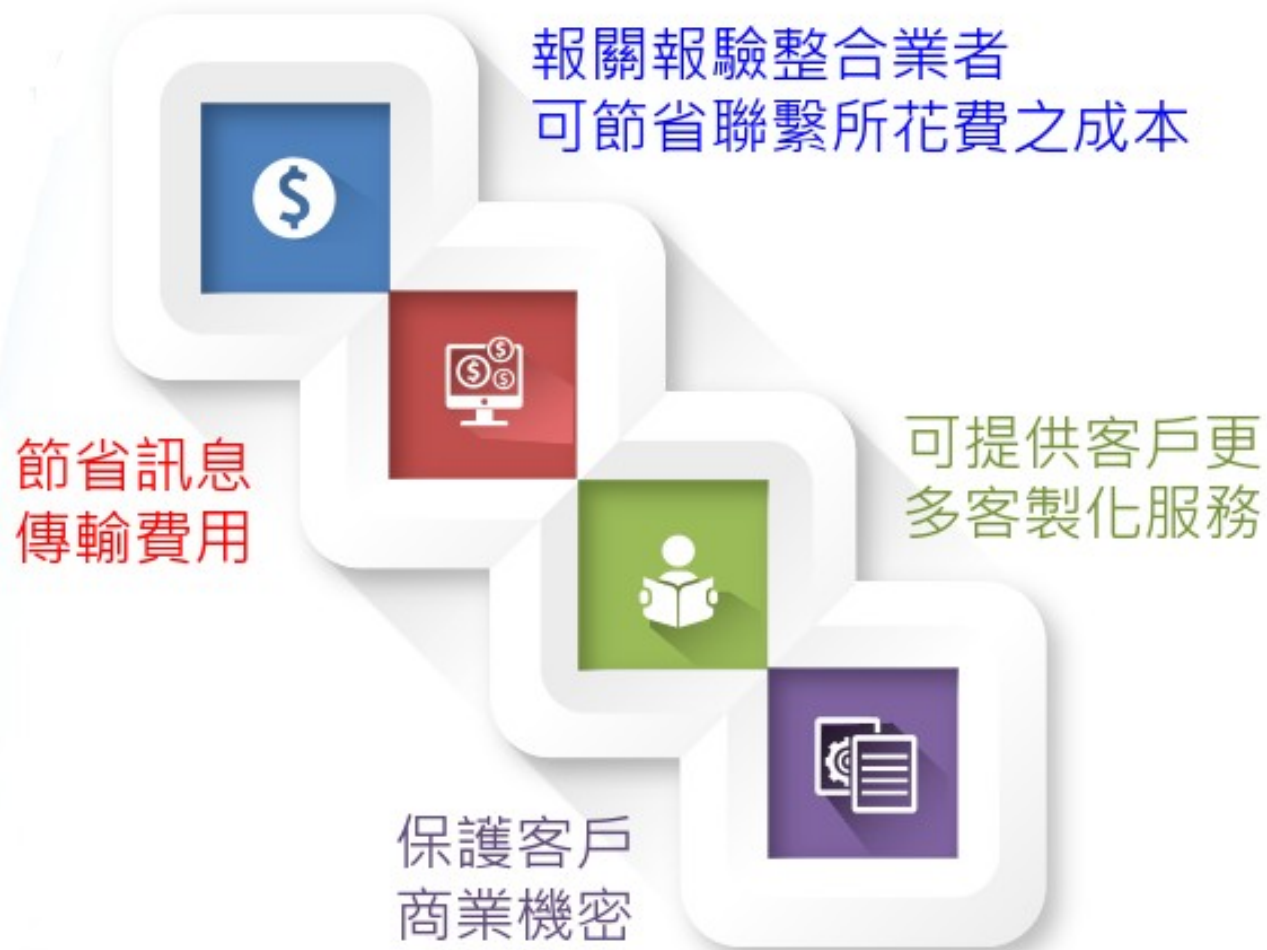 報關報驗整合業者
可節省聯繫所花費之成本
節省訊息
傳輸費用
可提供客戶更
多客製化服務
保護客戶
商業機密